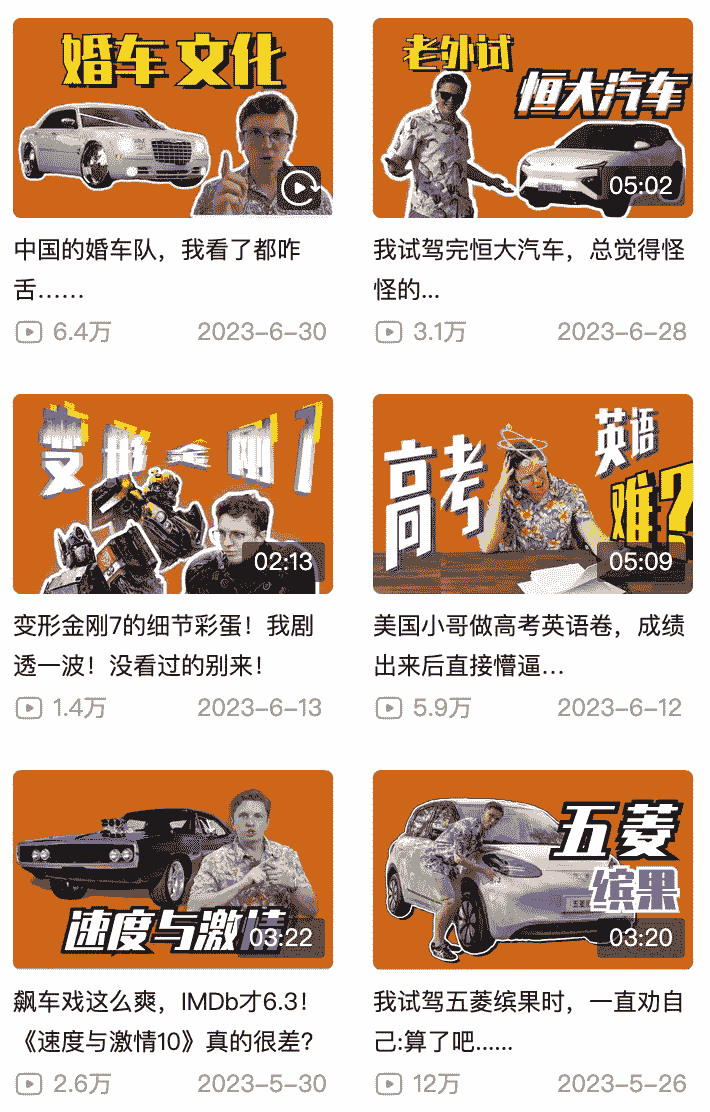 婚车 文化
中国的婚车队，我看了都咋
舌……
6.4万 2023-6-30
老外试
恒大汽车
05:02
我试驾完恒大汽车，总觉得怪
怪的...
3.1万 2023-6-28
变形金刚7
02:13
变形金刚7的细节彩蛋！我剧
透一波！没看过的别来！
1.4万 2023-6-13
高考
英语
难?
05:09
美国小哥做高考英语卷，成绩
出来后直接懵逼...
5.9万 2023-6-12
速度与激情
03:22
飙车戏这么爽，IMDb才6.3！
《速度与激情10》真的很差?
2.6万 2023-5-30
五菱
缤果
03:20
我试驾五菱缤果时，一直劝自
己:算了吧......
12万 2023-5-26